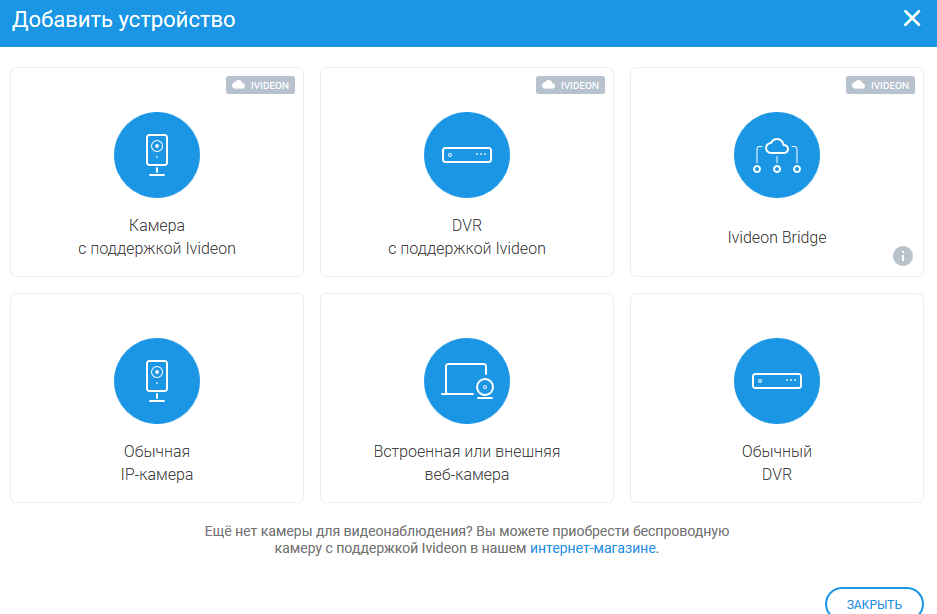 Добавить устройство
IVIDEON
IVIDEON
IVIDEON
Камера
с поддержкой Ivideon
DVR
с поддержкой Ivideon
Ivideon Bridge
Обычная
IP-камера
Встроенная или внешняя
веб-камера
Обычный
DVR
Ещё нет камеры для видеонаблюдения? Вы можете приобрести беспроводную
камеру с поддержкой Ivideon в нашем интернет-магазине.
ЗАКРЫТЬ